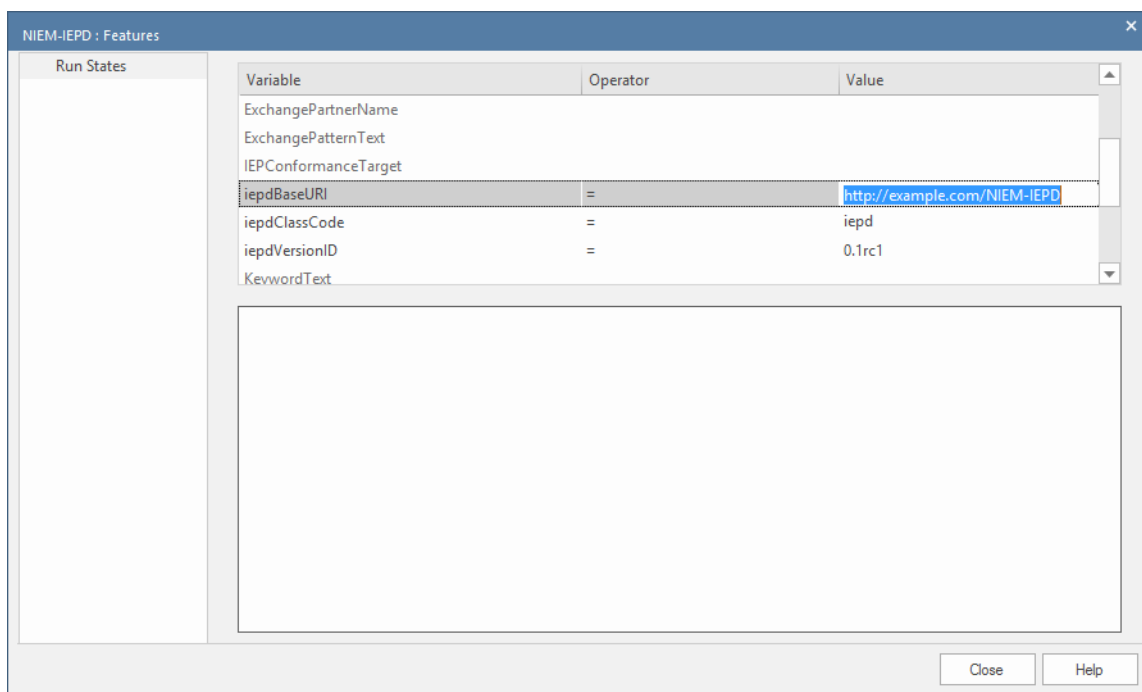 NIEM-IEPD : Features
Run States
Variable Operator Value
ExchangePartnerName
ExchangePatternText
IEPConformanceTarget
iepdBaseURI = http://example.com/NIEM-IEPD
iepdClassCode = iepd
iepdVersionID = 0.1rc1
KeywordText
Close Help